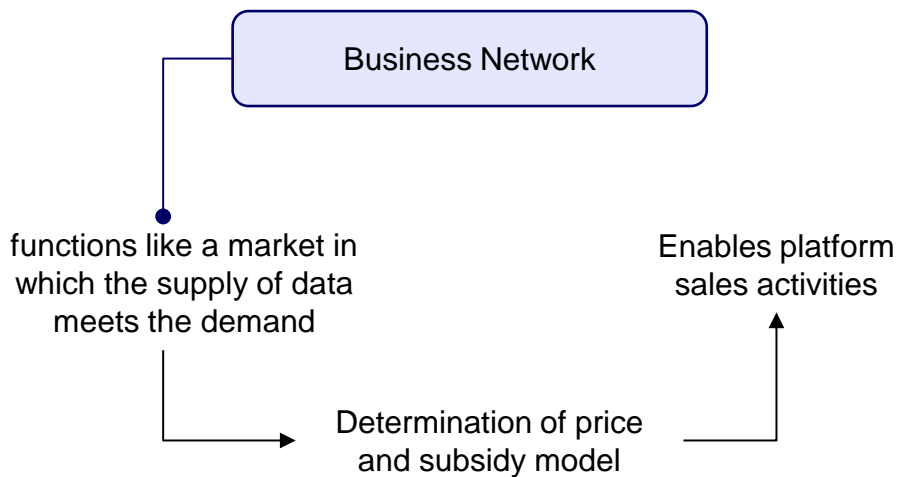 Business Network
functions like a market in
which the supply of data
meets the demand
Enables platform
sales activities
Determination of price
and subsidy model